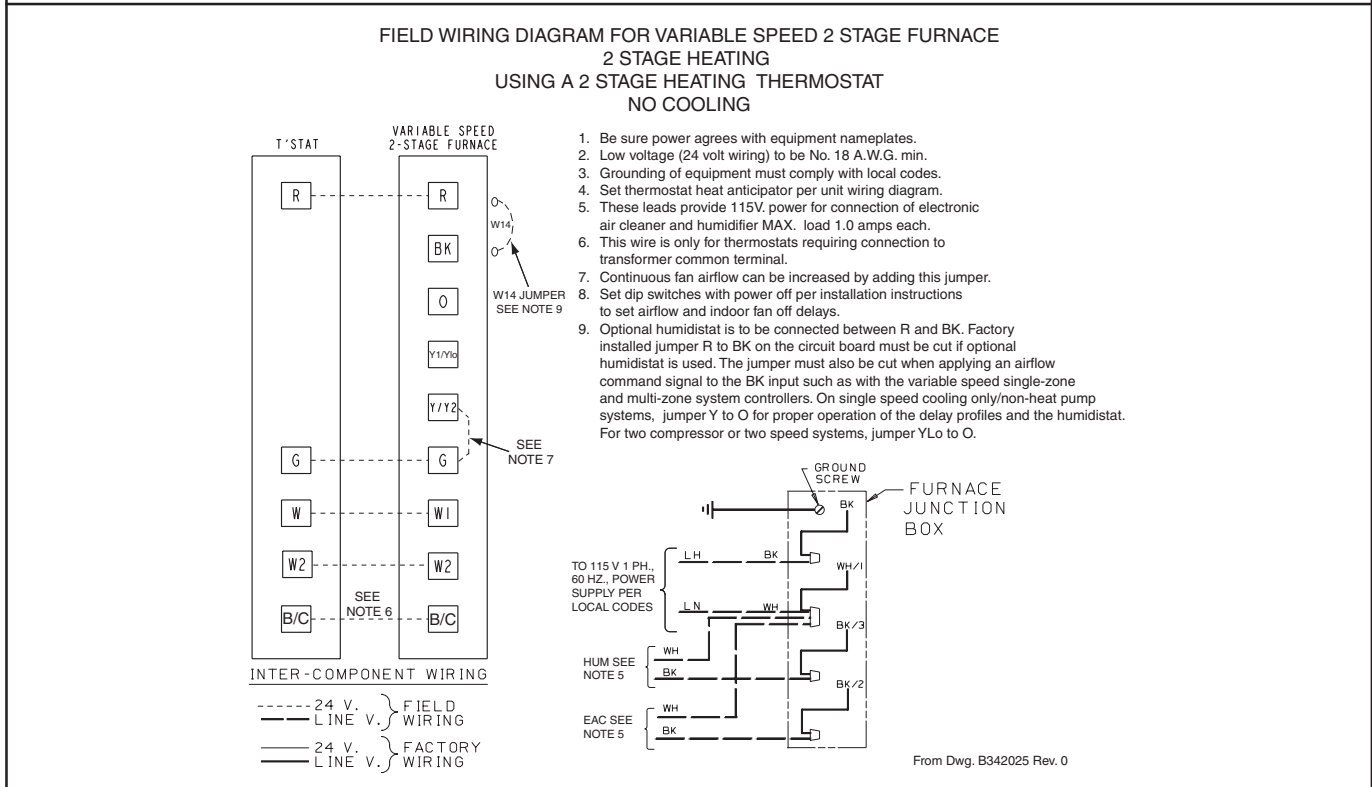 FIELD WIRING DIAGRAM FOR VARIABLE SPEED 2 STAGE FURNACE
2 STAGE HEATING
USING A 2 STAGE HEATING THERMOSTAT
NO COOLING
T'STAT
VARIABLE SPEED
2-STAGE FURNACE
R
R
W14
BK
W14 JUMPER
SEE NOTE 9
O
Y1/Ylo
Y/Y2
SEE
NOTE 7
G
G
W
W1
W2
W2
SEE
NOTE 6
B/C
B/C
INTER-COMPONENT WIRING
24 V.
LINE V.
FIELD
WIRING
24 V.
LINE V.
FACTORY
WIRING
1. Be sure power agrees with equipment nameplates.
2. Low voltage (24 volt wiring) to be No. 18 A.W.G. min.
3. Grounding of equipment must comply with local codes.
4. Set thermostat heat anticipator per unit wiring diagram.
5. These leads provide 115V. power for connection of electronic
air cleaner and humidifier MAX. load 1.0 amps each.
6. This wire is only for thermostats requiring connection to
transformer common terminal.
7. Continuous fan airflow can be increased by adding this jumper.
8. Set dip switches with power off per installation instructions
to set airflow and indoor fan off delays.
9. Optional humidistat is to be connected between R and BK. Factory
installed jumper R to BK on the circuit board must be cut if optional
humidistat is used. The jumper must also be cut when applying an airflow
command signal to the BK input such as with the variable speed single-zone
and multi-zone system controllers. On single speed cooling only/non-heat pump
systems, jumper Y to O for proper operation of the delay profiles and the humidistat.
For two compressor or two speed systems, jumper YLo to O.
GROUND
SCREW
FURNACE
JUNCTION
BOX
BK
TO 115 V 1 PH.,
60 HZ., POWER
SUPPLY PER
LOCAL CODES
LH
BK
WH/1
LN
WH
BK/3
HUM SEE
NOTE 5
WH
BK
BK/2
EAC SEE
NOTE 5
WH
BK
From Dwg. B342025 Rev. 0